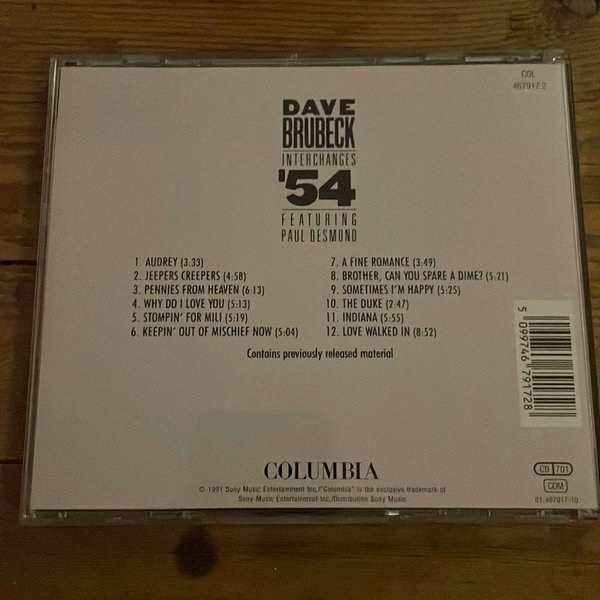 COL
467917 2
DAVE
BRUBECK
INTERCHANGES
'54
FEATURING
PAUL DESMOND
1. AUDREY (3:33)
2. JEEPERS CREEPERS (4:58)
3. PENNIES FROM HEAVEN (6:13)
4. WHY DO I LOVE YOU (5:13)
5. STOMPIN' FOR MILI (5:19)
6. KEEPIN' OUT OF MISCHIEF NOW (5:04)
7. A FINE ROMANCE (3:49)
8. BROTHER, CAN YOU SPARE A DIME? (5:21)
9. SOMETIMES I'M HAPPY (5:25)
10. THE DUKE (2:47)
11. INDIANA (5:55)
12. LOVE WALKED IN (8:52)
Contains previously released material
5 099746 791728
COLUMBIA
© 1991 Sony Music Entertainment Inc./"Columbia" is the exclusive trademark of
Sony Music Entertainment Inc./Distribution Sony Music
CB 701
CDM
01-467917-10